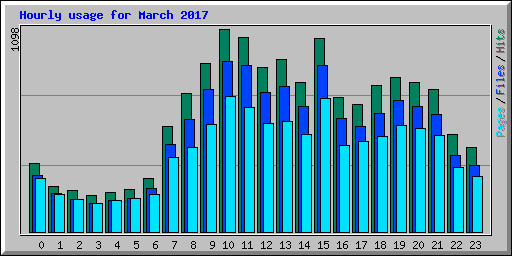 Hourly usage for March 2017
1098
Pages/Files/Hits
0 1 2 3 4 5 6 7 8 9 10 11 12 13 14 15 16 17 18 19 20 21 22 23